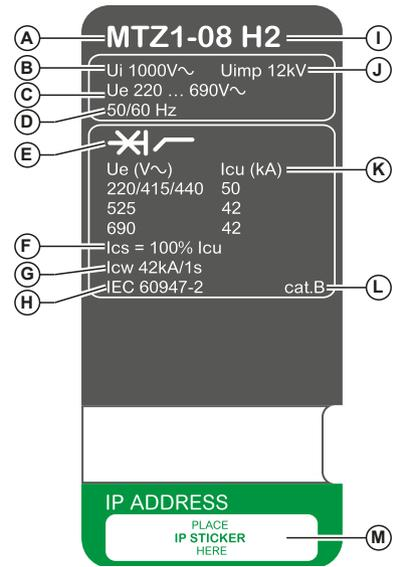 A MTZ1-08 H2 I
B Ui 1000V~ Uimp 12kV J
C Ue 220 ... 690V~
D 50/60 Hz
E
Ue (V~) Icu (kA) K
220/415/440 50
525 42
690 42
F Ics = 100% Icu
G Icw 42kA/1s
H IEC 60947-2 cat.B L
IP ADDRESS
PLACE
IP STICKER M
HERE